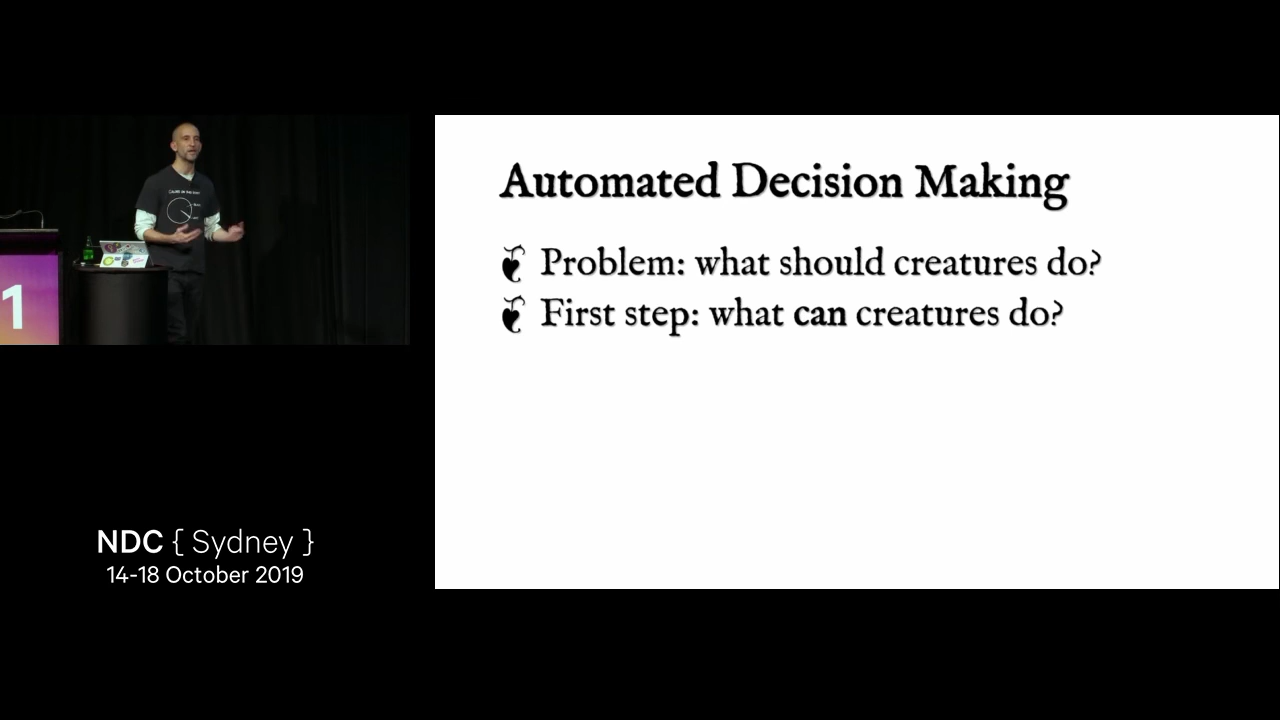 Automated Decision Making
Problem: what should creatures do?
First step: what can creatures do?
1
NDC { Sydney }
14-18 October 2019